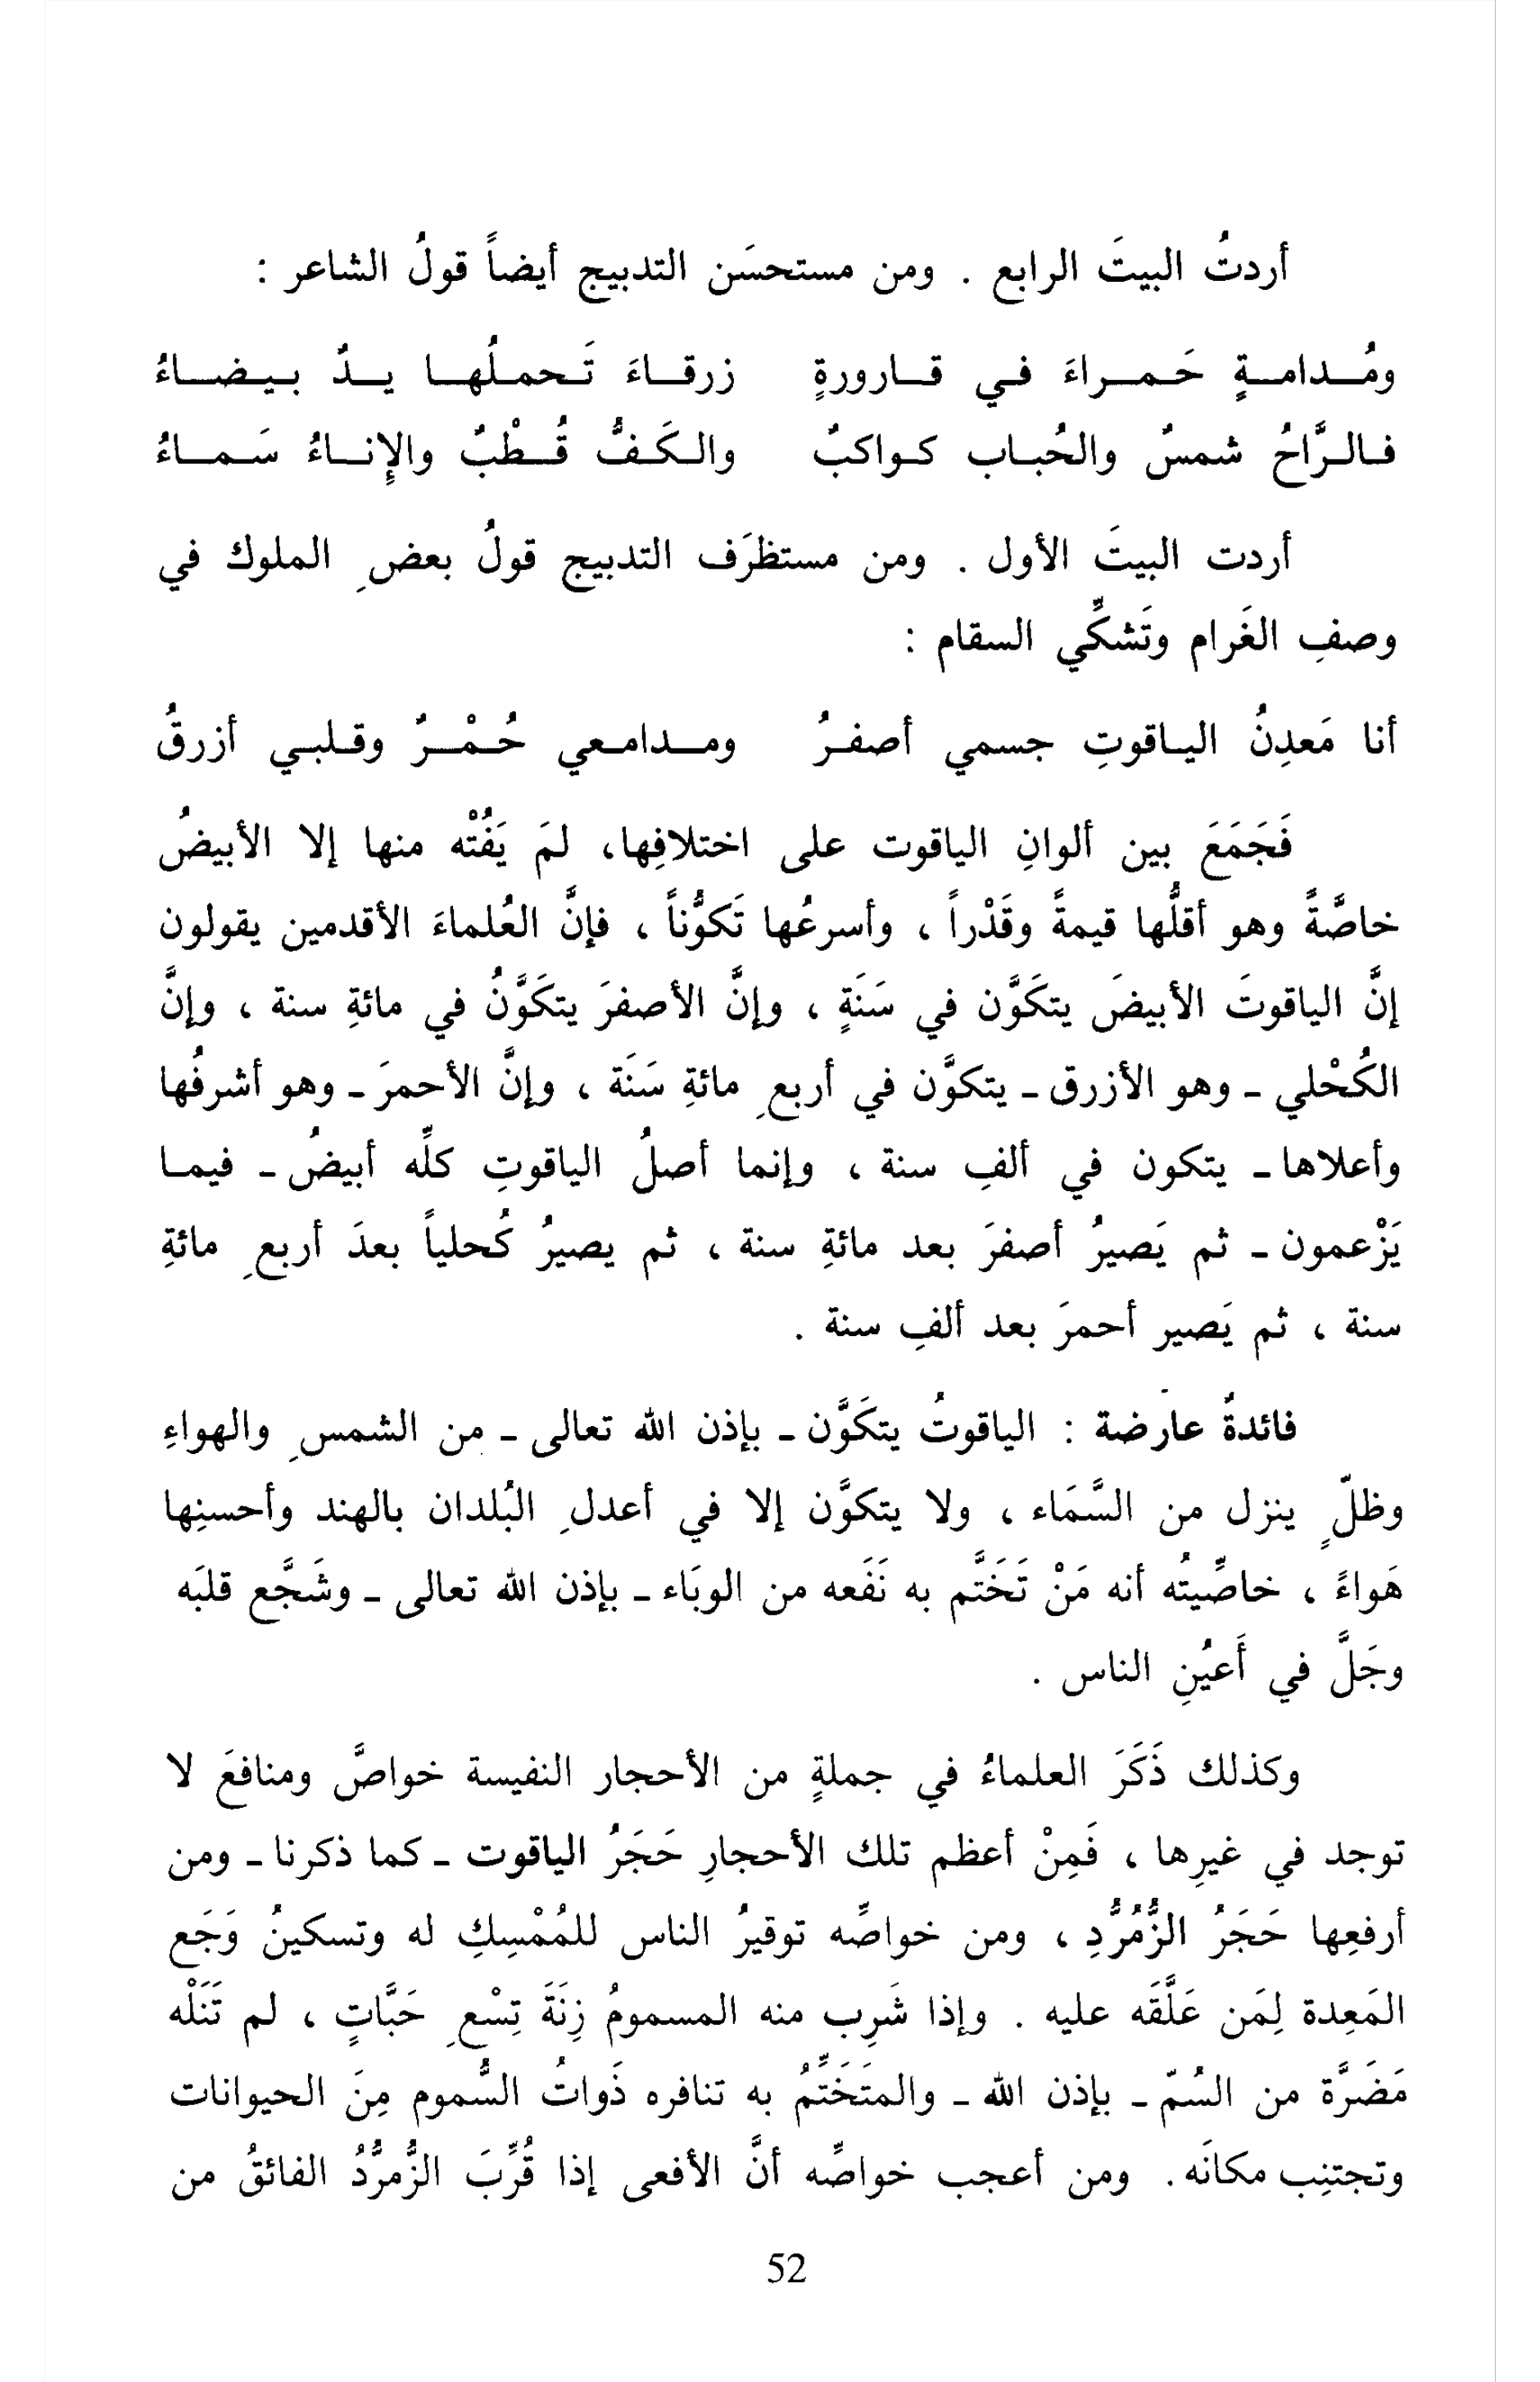 أردتُ البيتَ الرابع . ومن مستحسَن التدبيج أيضاً قولُ الشاعر :
ومُدامةٍ حَمراءَ في قارورةٍ زرقاءَ تَحملُها يدٌ بيضاءُ
فالرَّاحُ شمسٌ والحُباب كواكبٌ والكَفُّ قُطْبٌ والإِناءُ سَماءُ
أردت البيتَ الأول . ومن مستظرَف التدبيج قولُ بعضِ الملوك في
وصفِ الغَرام وتَشكِّي السقام :
أنا مَعدِنُ الياقوتِ جسمي أصفرُ ومدامعي حُمْرٌ وقلبي أزرقُ
فَجَمَعَ بين ألوانِ الياقوت على اختلافِها، لمَ يَفُتْه منها إلا الأبيضُ
خاصَّةً وهو أقلُّها قيمةً وقَدْراً ، وأسرعُها تَكوُّناً ، فإنَّ العُلماءَ الأقدمين يقولون
إنَّ الياقوتَ الأبيضَ يتكَوَّن في سَنَةٍ ، وإنَّ الأصفرَ يتكَوَّنُ في مائةِ سنة ، وإنَّ
الكُحْلي - وهو الأزرق - يتكوَّن في أربعِ مائةِ سَنَة ، وإنَّ الأحمرَ - وهو أشرفُها
وأعلاها - يتكون في ألفِ سنة ، وإنما أصلُ الياقوتِ كلِّه أبيضُ - فيما
يَزْعمون - ثم يَصيرُ أصفرَ بعد مائةِ سنة ، ثم يصيرُ كُحلياً بعدَ أربعِ مائةِ
سنة ، ثم يَصير أحمرَ بعد ألفِ سنة .
فائدةٌ عارضة : الياقوتُ يتكَوَّن - بإذن الله تعالى - من الشمسِ والهواءِ
وظلٍّ ينزل من السَّمَاء ، ولا يتكوَّن إلا في أعدلِ البُلدان بالهند وأحسنِها
هَواءً ، خاصِّيتُه أنه مَنْ تَخَتَّم به نَفَعه من الوبَاء - بإذن الله تعالى - وشَجَّع قلبَه
وجَلَّ في أَعيُنِ الناس .
وكذلك ذَكَرَ العلماءُ في جملةٍ من الأحجار النفيسة خواصَّ ومنافعَ لا
توجد في غيرِها ، فَمِنْ أعظم تلك الأحجارِ حَجَرُ الياقوت - كما ذكرنا - ومن
أرفعِها حَجَرُ الزُّمُرُّدِ ، ومن خواصِّه توقيرُ الناس للمُمْسِكِ له وتسكينُ وَجَع
المَعِدة لِمَن عَلَّقَه عليه . وإذا شَرِب منه المسمومُ زِنَةَ تِسْعِ حَبَّاتٍ ، لم تَنَلْه
مَضَرَّة من السُمّ - بإذن الله - والمتَخَتِّمُ به تنافره ذَواتُ السُّموم مِنَ الحيوانات
وتجتنِب مكانَه . ومن أعجب خواصِّه أنَّ الأفعى إذا قُرِّبَ الزُّمرُّدُ الفائقُ من
52